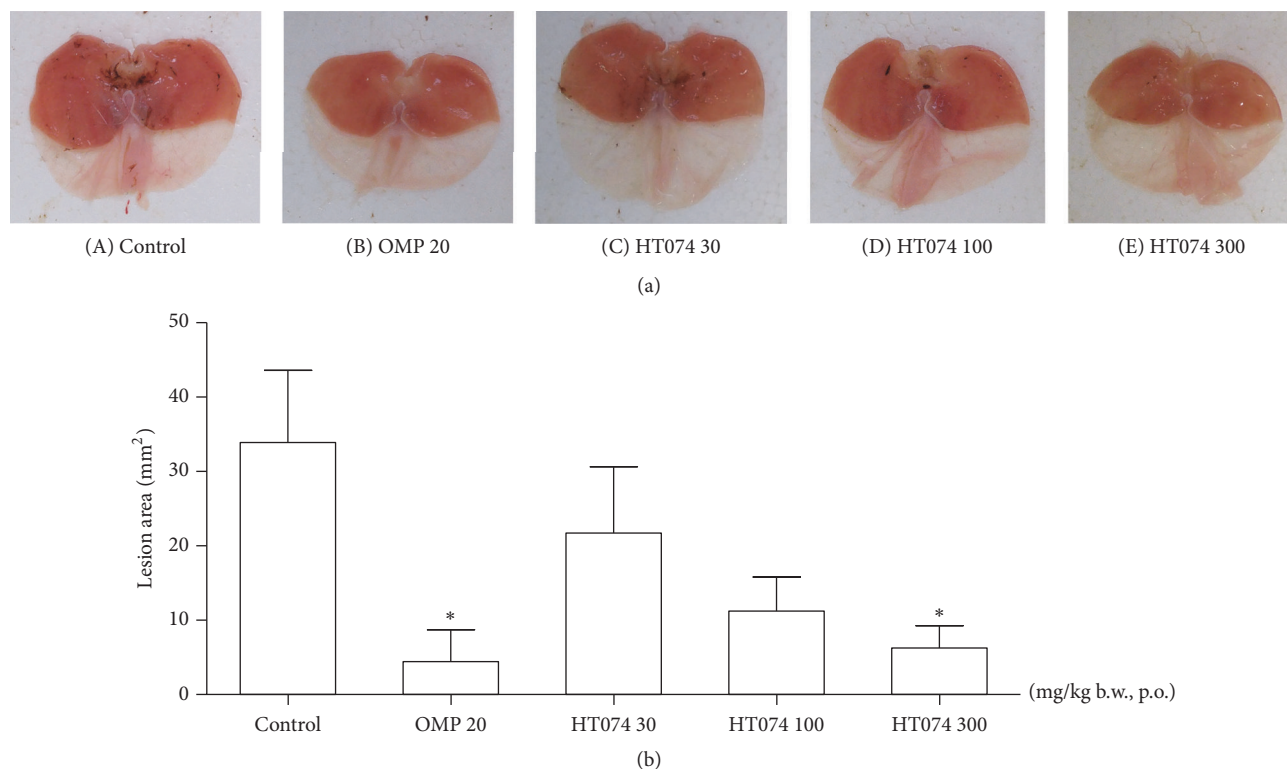 (A) Control
(B) OMP 20
(C) HT074 30
(D) HT074 100
(E) HT074 300
(a)
Lesion area (mm²)
50
40
30
20
10
0
*
*
(mg/kg b.w., p.o.)
Control
OMP 20
HT074 30
HT074 100
HT074 300
(b)